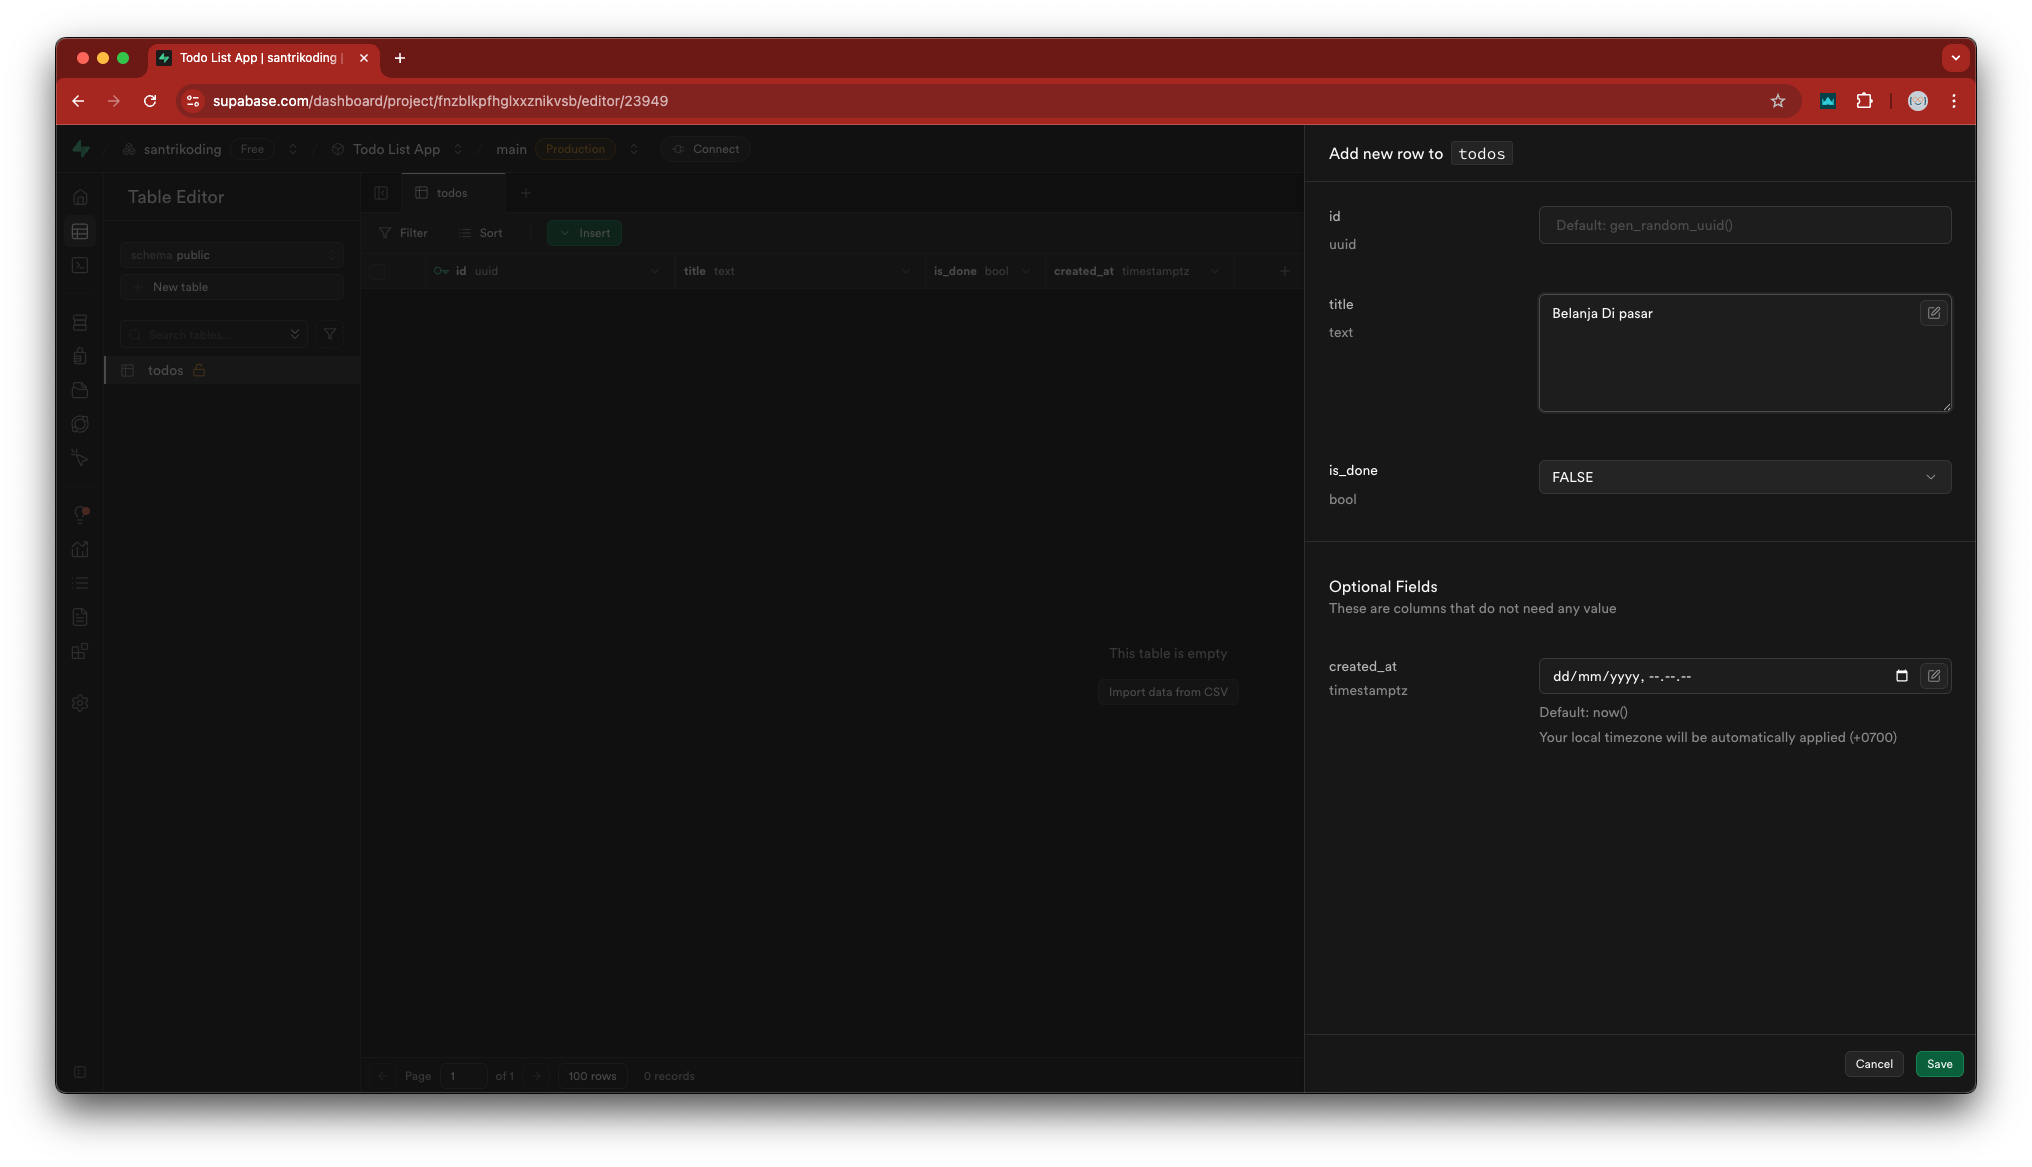 Todo List App | santrikoding |
supabase.com/dashboard/project/fnzblkpfhglxxznikvsb/editor/23949
santrikoding Free Todo List App main Production Connect
Table Editor
schema public
New table
Search tables...
todos
todos
Filter Sort Insert
id uuid title text is_done bool created_at timestamptz
This table is empty
Import data from CSV
Page 1 of 1 100 rows 0 records
Add new row to todos
id
uuid
Default: gen_random_uuid()
title
text
Belanja Di pasar
is_done
bool
FALSE
Optional Fields
These are columns that do not need any value
created_at
timestamptz
dd/mm/yyyy, --.--.--
Default: now()
Your local timezone will be automatically applied (+0700)
Cancel Save